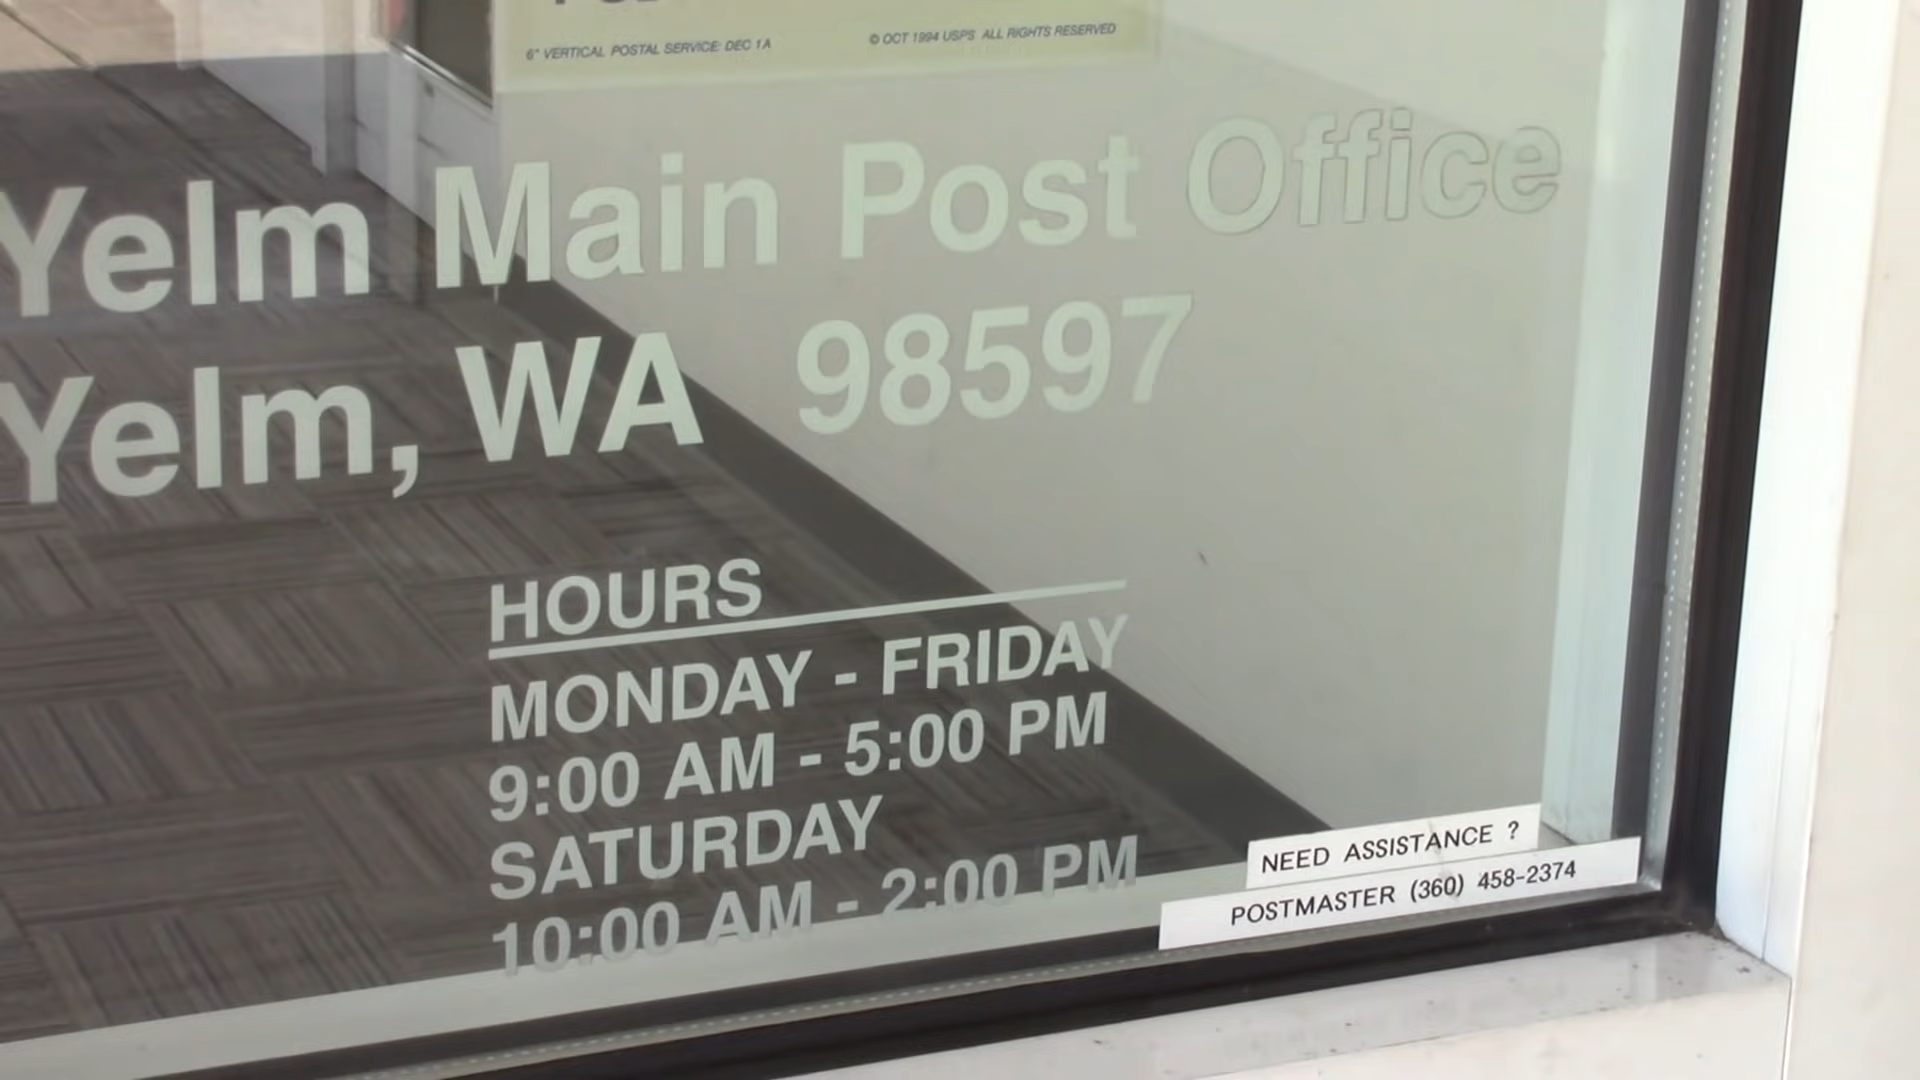 6" VERTICAL POSTAL SERVICE: DEC 1A
© OCT 1994 USPS ALL RIGHTS RESERVED
Yelm Main Post Office
Yelm, WA 98597
HOURS
MONDAY - FRIDAY
9:00 AM - 5:00 PM
SATURDAY
10:00 AM - 2:00 PM
NEED ASSISTANCE ?
POSTMASTER (360) 458-2374